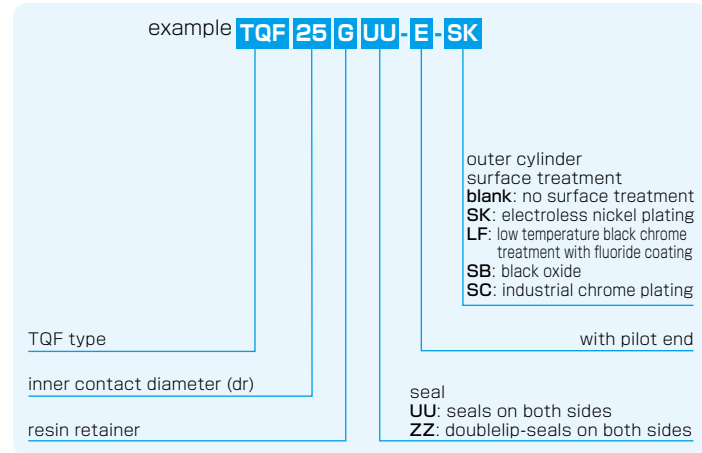 example TQF 25 G UU - E - SK
outer cylinder
surface treatment
blank: no surface treatment
SK: electroless nickel plating
LF: low temperature black chrome
treatment with fluoride coating
SB: black oxide
SC: industrial chrome plating
TQF type
with pilot end
inner contact diameter (dr)
seal
UU: seals on both sides
resin retainer
ZZ: doublelip-seals on both sides